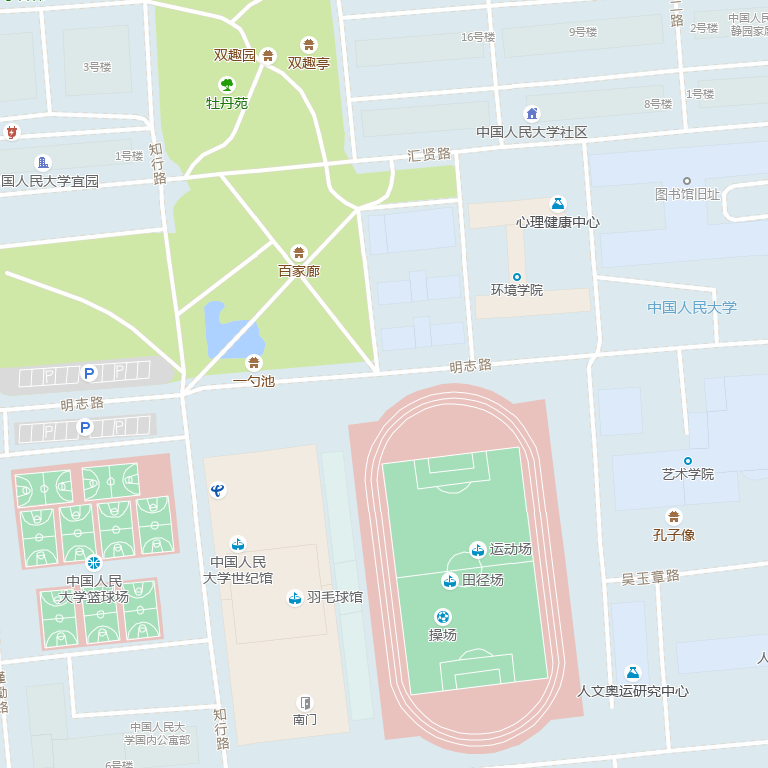 二路
中国人民大
静园家属
2号楼
9号楼
16号楼
双趣园
双趣亭
3号楼
牡丹苑
1号楼
8号楼
中国人民大学社区
1号楼
知行路
汇贤路
国人民大学宜园
图书馆旧址
心理健康中心
百家廊
环境学院
中国人民大学
明志路
P
P
P
一勺池
明志路
P
P
P
艺术学院
孔子像
运动场
中国人民
大学世纪馆
田径场
吴玉章路
中国人民
大学篮球场
羽毛球馆
操场
人
人文奥运研究中心
勤路
南门
知行路
中国人民大
学国内公寓部
6号楼